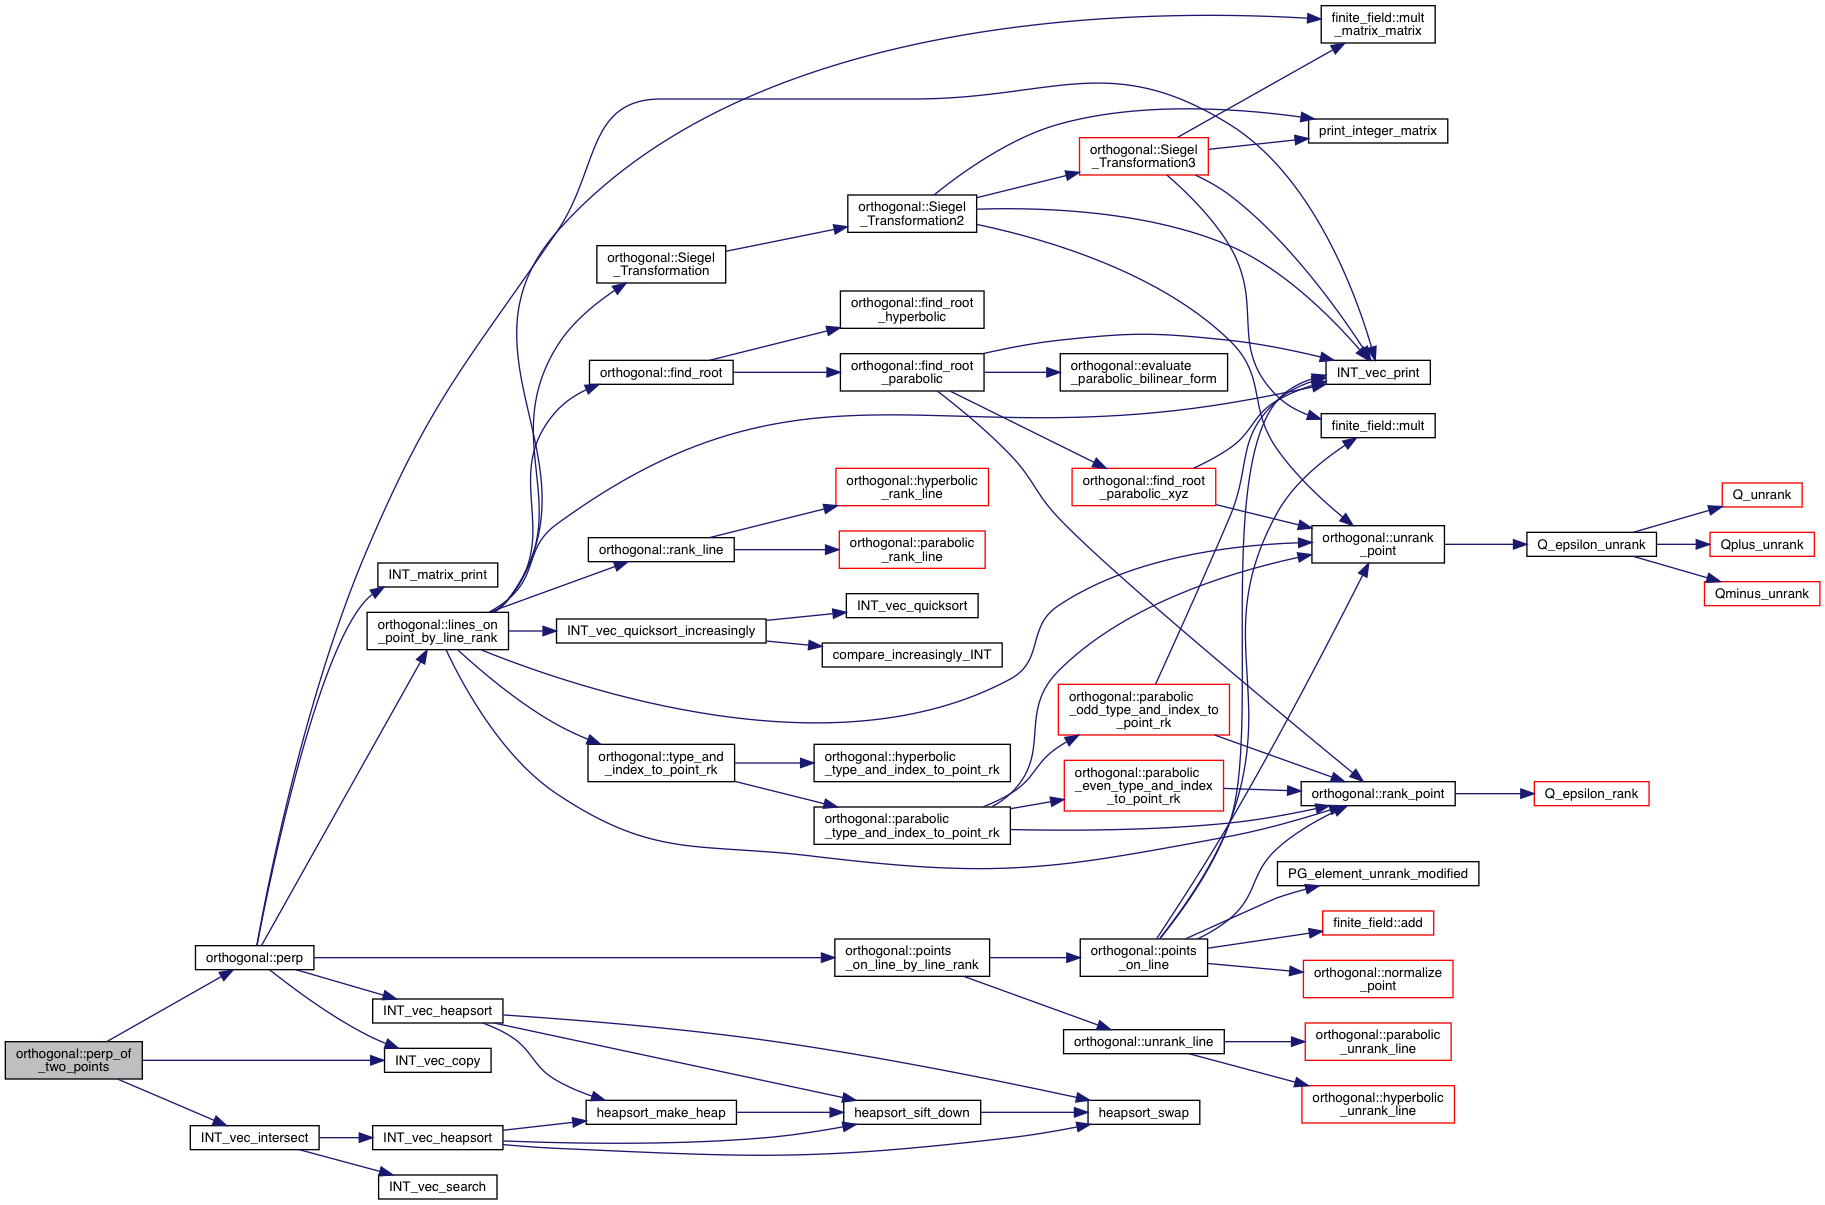 finite_field::mult
_matrix_matrix
print_integer_matrix
orthogonal::Siegel
_Transformation3
orthogonal::Siegel
_Transformation2
orthogonal::Siegel
_Transformation
orthogonal::find_root
_hyperbolic
orthogonal::find_root
orthogonal::find_root
_parabolic
orthogonal::evaluate
_parabolic_bilinear_form
INT_vec_print
finite_field::mult
orthogonal::hyperbolic
_rank_line
orthogonal::find_root
_parabolic_xyz
Q_unrank
orthogonal::rank_line
orthogonal::parabolic
_rank_line
orthogonal::unrank
_point
Q_epsilon_unrank
Qplus_unrank
Qminus_unrank
INT_matrix_print
orthogonal::lines_on
_point_by_line_rank
INT_vec_quicksort_increasingly
INT_vec_quicksort
compare_increasingly_INT
orthogonal::parabolic
_odd_type_and_index_to
_point_rk
orthogonal::type_and
_index_to_point_rk
orthogonal::hyperbolic
_type_and_index_to_point_rk
orthogonal::parabolic
_even_type_and_index
_to_point_rk
orthogonal::parabolic
_type_and_index_to_point_rk
orthogonal::rank_point
Q_epsilon_rank
PG_element_unrank_modified
finite_field::add
orthogonal::perp
orthogonal::points
_on_line_by_line_rank
orthogonal::points
_on_line
orthogonal::normalize
_point
INT_vec_heapsort
orthogonal::unrank_line
orthogonal::parabolic
_unrank_line
orthogonal::perp_of
_two_points
INT_vec_copy
orthogonal::hyperbolic
_unrank_line
heapsort_make_heap
heapsort_sift_down
heapsort_swap
INT_vec_intersect
INT_vec_heapsort
INT_vec_search